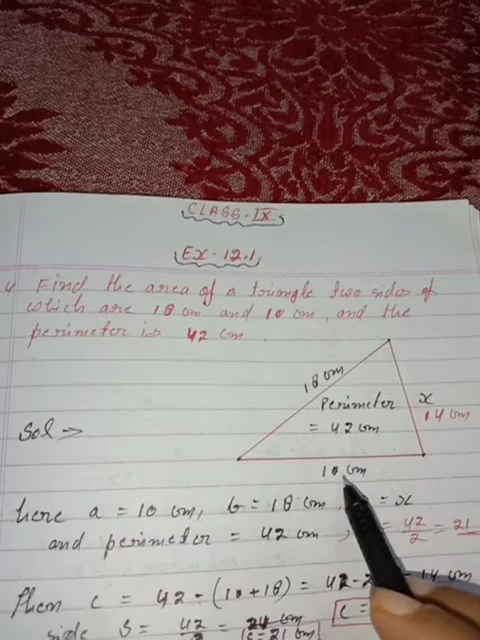 CLASS-IX
EX-12.1
4 Find the area of a triangle two sides of
which are 18 cm and 10 cm, and the
perimeter is 42 cm.
18 cm
Perimeter
= 42 cm
x
14 cm
10 cm
Sol →
here a = 10 cm, b = 18 cm, = x
and perimeter = 42 cm, = 42/2 = 21
Then c = 42 - (10+18) = 42-2 = 14 cm
side S = 42 = cm
c =
S = 21 cm